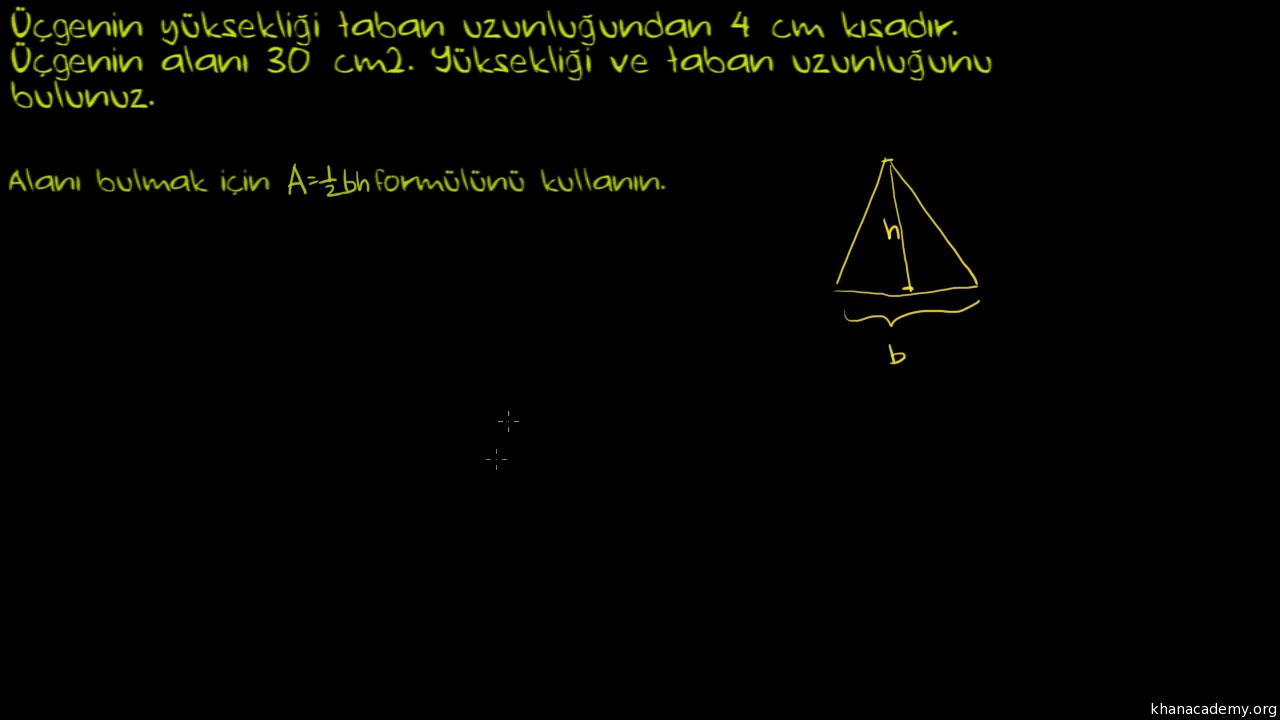 Üçgenin yüksekliği taban uzunluğundan 4 cm kısadır.
Üçgenin alanı 30 cm2. Yüksekliği ve taban uzunluğunu
bulunuz.
Alanı bulmak için A=½bh formülünü kullanın.
h
b
khanacademy.org